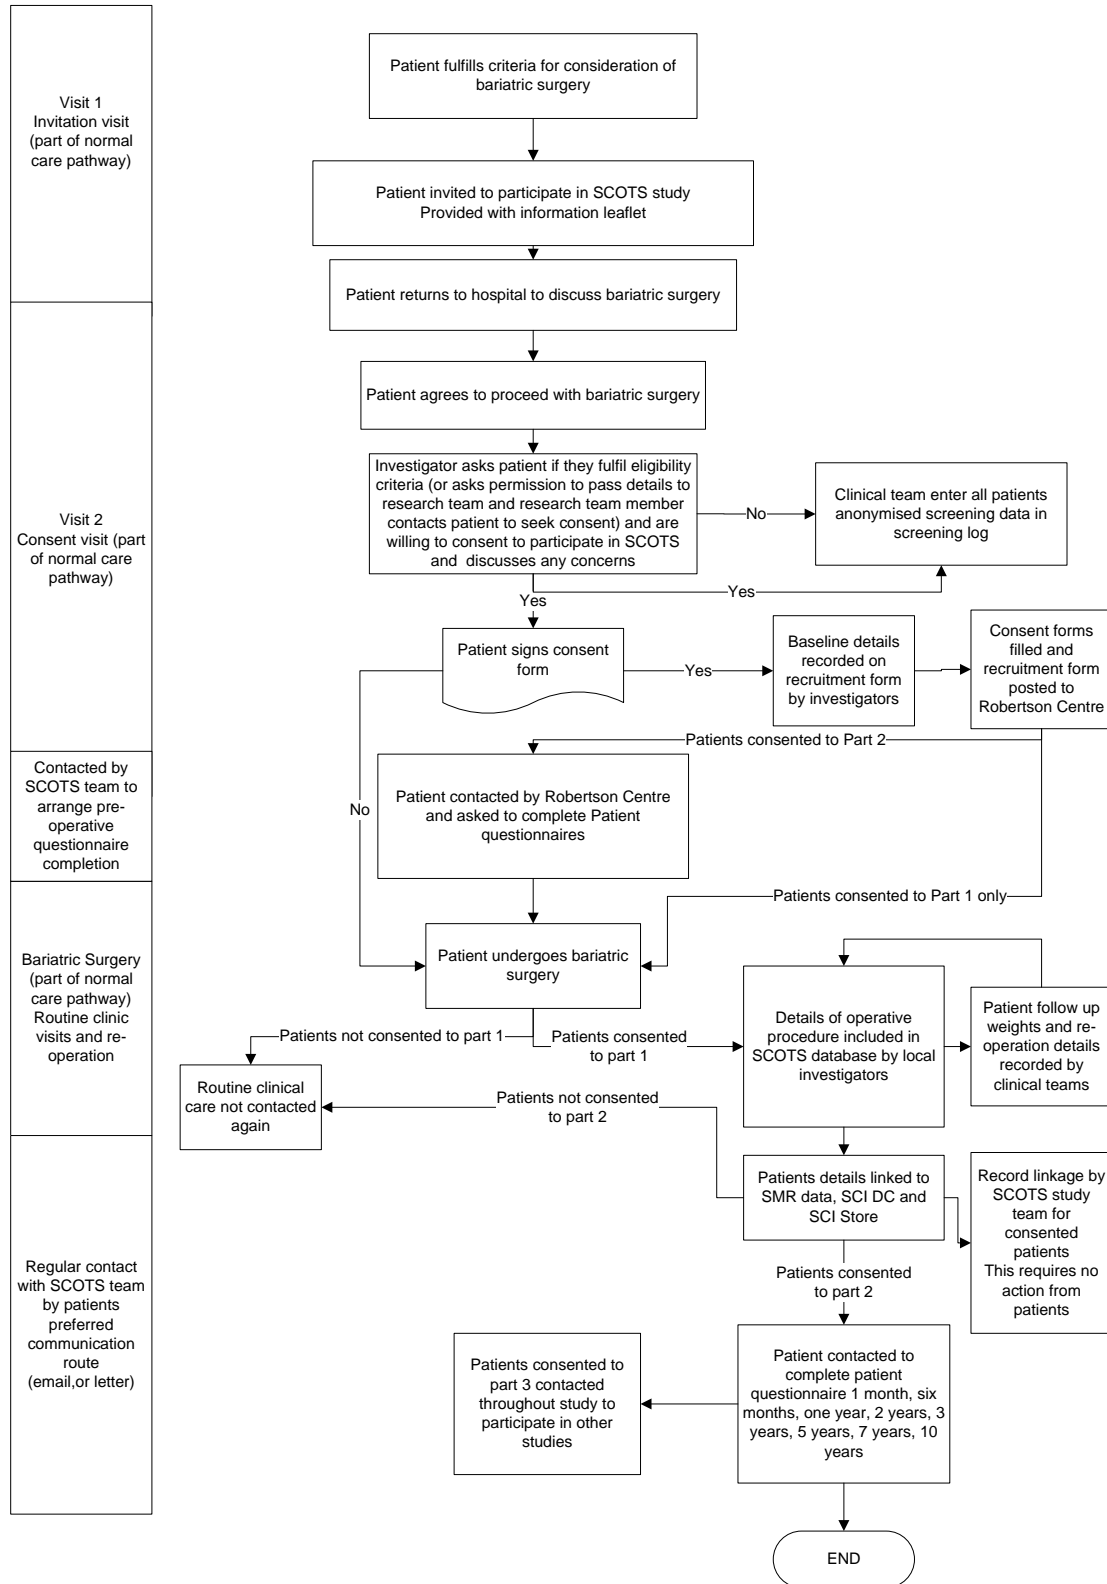 Visit 1
Invitation visit
(part of normal
care pathway)
Patient fulfills criteria for consideration of
bariatric surgery
Patient invited to participate in SCOTS study
Provided with information leaflet
Patient returns to hospital to discuss bariatric surgery
Visit 2
Consent visit (part
of normal care
pathway)
Patient agrees to proceed with bariatric surgery
Investigator asks patient if they fulfil eligibility
criteria (or asks permission to pass details to
research team and research team member
contacts patient to seek consent) and are
willing to consent to participate in SCOTS
and  discusses any concerns
No
Clinical team enter all patients
anonymised screening data in
screening log
Yes
Yes
Patient signs consent
form
Yes
Baseline details
recorded on
recruitment form
by investigators
Consent forms
filled and
recruitment form
posted to
Robertson Centre
Patients consented to Part 2
Contacted by
SCOTS team to
arrange pre-
operative
questionnaire
completion
No
Patient contacted by Robertson Centre
and asked to complete Patient
questionnaires
Patients consented to Part 1 only
Bariatric Surgery
(part of normal
care pathway)
Routine clinic
visits and re-
operation
Patient undergoes bariatric
surgery
Patients not consented to part 1
Patients consented
to part 1
Details of operative
procedure included in
SCOTS database by local
investigators
Patient follow up
weights and re-
operation details
recorded by
clinical teams
Routine clinical
care not contacted
again
Patients not consented
to part 2
Regular contact
with SCOTS team
by patients
preferred
communication
route
(email,or letter)
Patients details linked to
SMR data, SCI DC and
SCI Store
Record linkage by
SCOTS study
team for
consented
patients
This requires no
action from
patients
Patients consented
to part 2
Patients consented to
part 3 contacted
throughout study to
participate in other
studies
Patient contacted to
complete patient
questionnaire 1 month, six
months, one year, 2 years, 3
years, 5 years, 7 years, 10
years
END